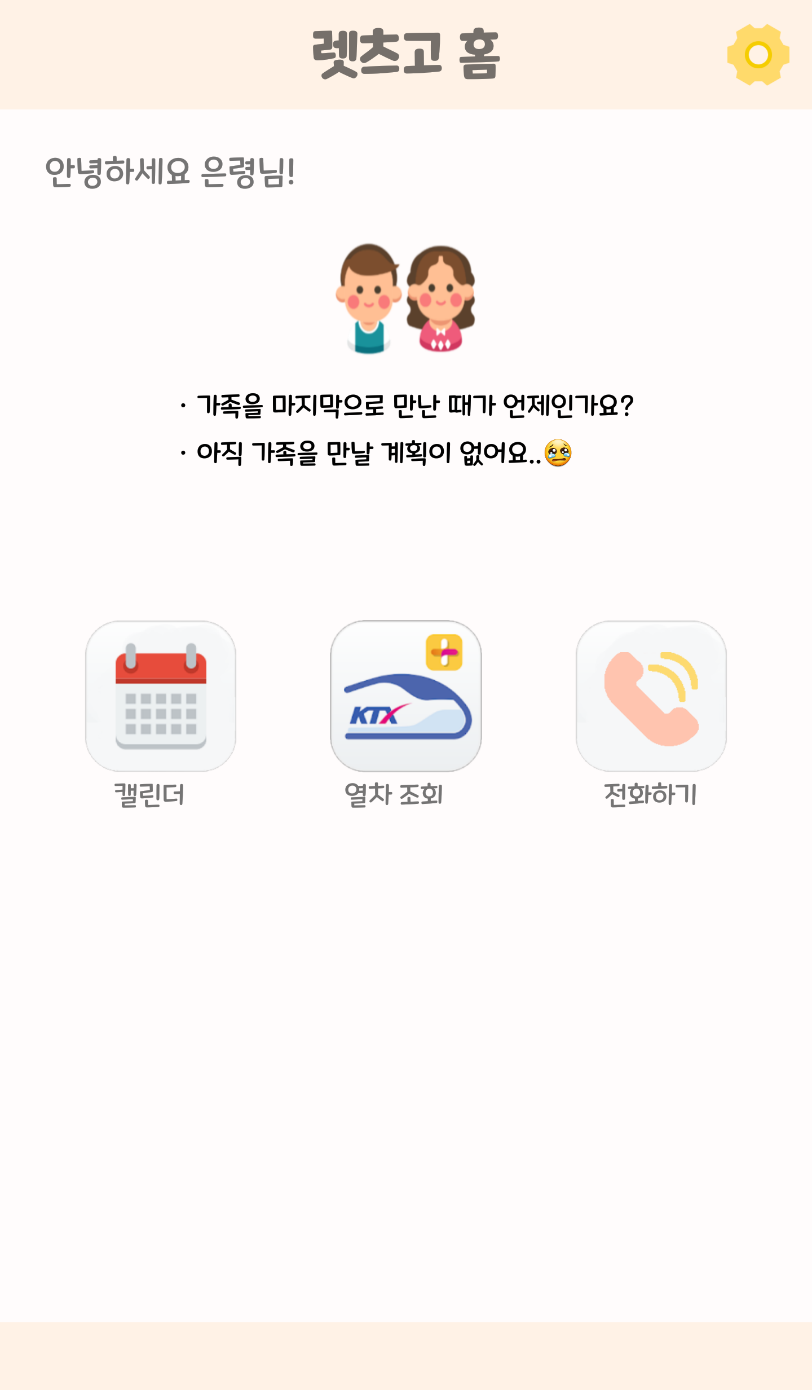 렛츠고 홈
안녕하세요 은령님!
· 가족을 마지막으로 만난 때가 언제인가요?
· 아직 가족을 만날 계획이 없어요..😢
KTX
캘린더 열차 조회 전화하기